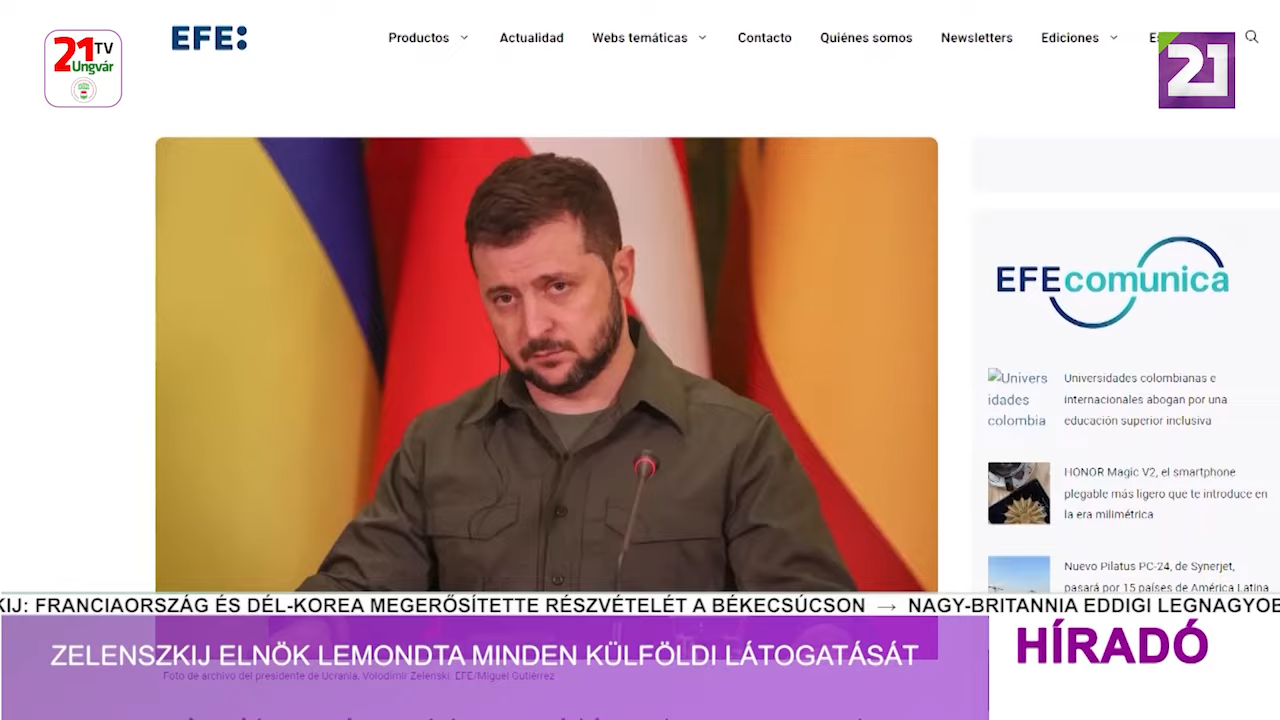 21 TV
Ungvár
EFE:
Productos
Actualidad
Webs temáticas
Contacto
Quiénes somos
Newsletters
Ediciones
21
EFEcomunica
Univers
idades
colombia
Universidades colombianas e
internacionales abogan por una
educación superior inclusiva
HONOR Magic V2, el smartphone
plegable más ligero que te introduce en
la era milimétrica
Nuevo Pilatus PC-24, de Synerjet,
pasará por 15 países de América Latina
KIJ: FRANCIAORSZÁG ÉS DÉL-KOREA MEGERŐSÍTETTE RÉSZVÉTELÉT A BÉKECSÚCSON → NAGY-BRITANNIA EDDIGI LEGNAGYOB
ZELENSZKIJ ELNÖK LEMONDTA MINDEN KÜLFÖLDI LÁTOGATÁSÁT
HÍRADÓ
Foto de archivo del presidente de Ucrania, Volodímir Zelenski. EFE/Miguel Gutiérrez